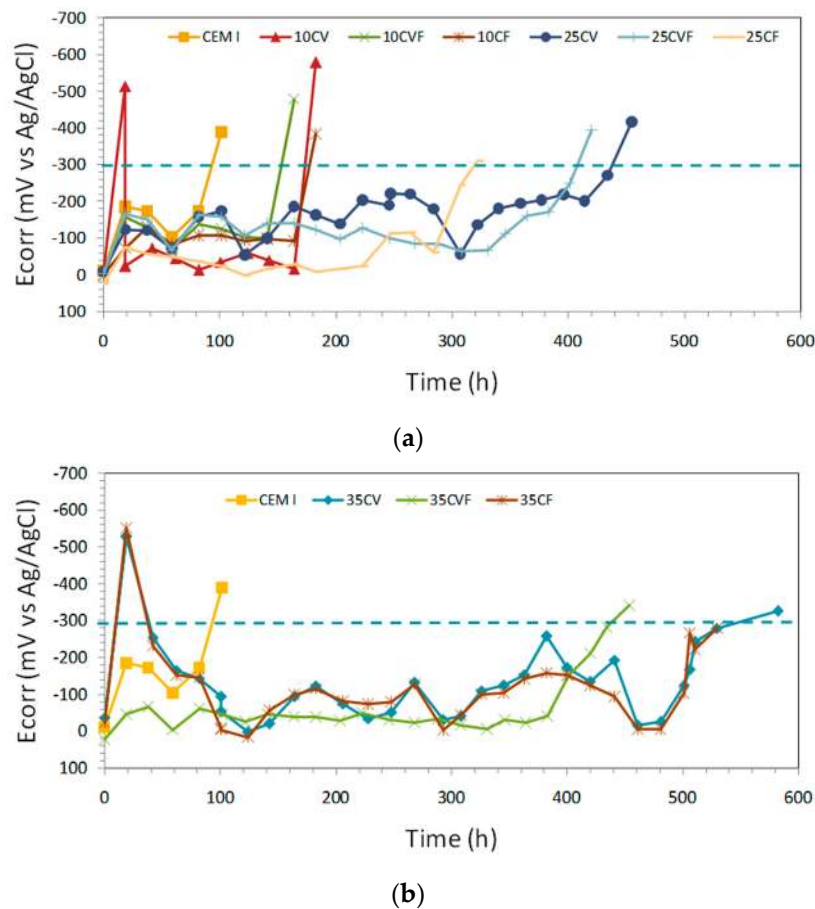 -700
-600
-500
-400
-300
-200
-100
0
100
Ecorr (mV vs Ag/AgCl)
CEM I 10CV 10CVF 10CF 25CV 25CVF 25CF
0 100 200 300 400 500 600
Time (h)
(a)
-700
-600
-500
-400
-300
-200
-100
0
100
Ecorr (mV vs Ag/AgCl)
CEM I 35CV 35CVF 35CF
0 100 200 300 400 500 600
Time (h)
(b)